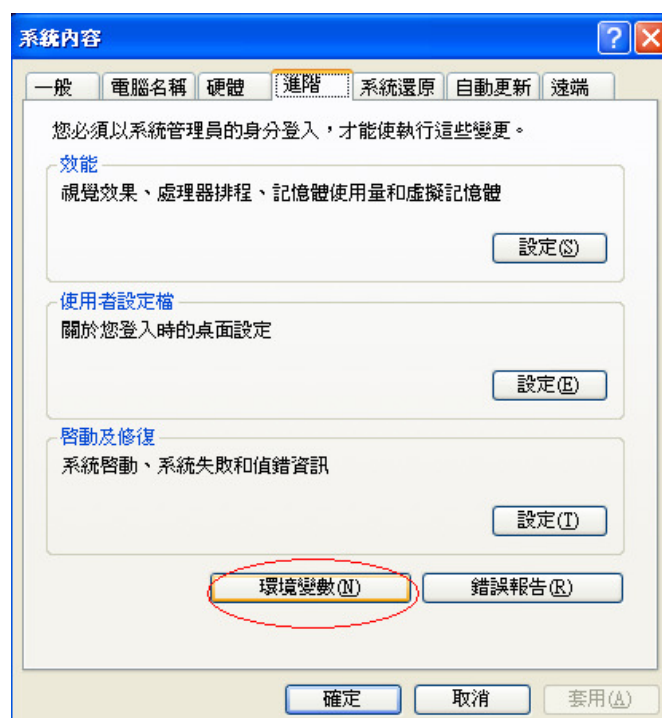 系統內容
一般 電腦名稱 硬體 進階 系統還原 自動更新 遠端
您必須以系統管理員的身分登入，才能使執行這些變更。
效能
視覺效果、處理器排程、記憶體使用量和虛擬記憶體
設定(S)
使用者設定檔
關於您登入時的桌面設定
設定(E)
啟動及修復
系統啟動、系統失敗和偵錯資訊
設定(T)
環境變數(N) 錯誤報告(R)
確定 取消 套用(A)